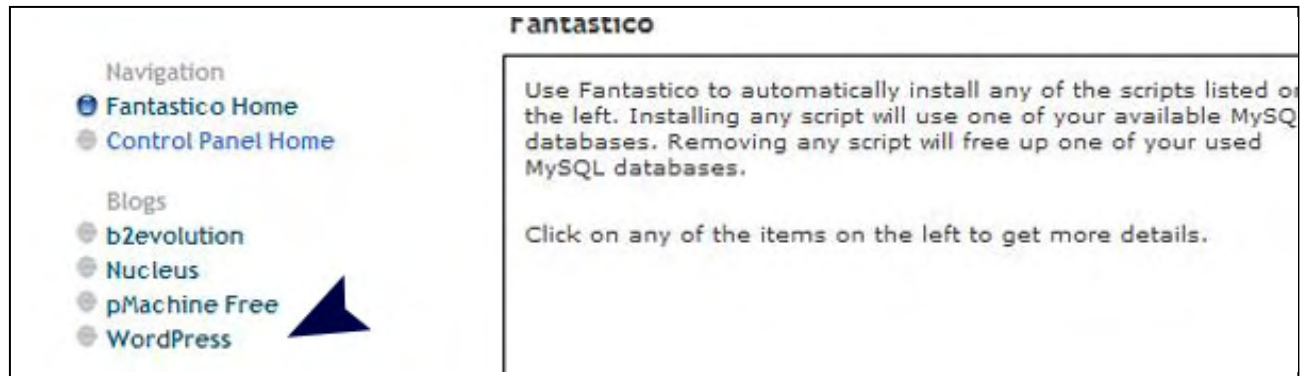 Fantastico
Navigation
Fantastico Home
Control Panel Home
Blogs
b2evolution
Nucleus
pMachine Free
WordPress
Use Fantastico to automatically install any of the scripts listed
the left. Installing any script will use one of your available
databases. Removing any script will free up one of your used
MySQL databases.
Click on any of the items on the left to get more details.